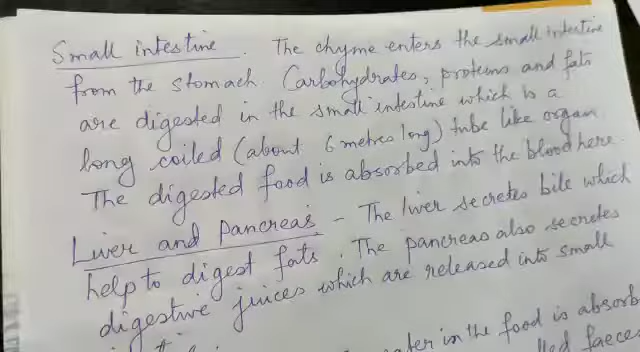 Small intestine. The chyme enters the small intestine
from the stomach. Carbohydrates, proteins and fats
are digested in the small intestine which is a
long coiled (about 6 metres long) tube like organ.
The digested food is absorbed into the blood here.
Liver and Pancreas - The liver secretes bile which
help to digest fats. The pancreas also secretes
digestive juices which are released into small
in the food is absorb
faeces